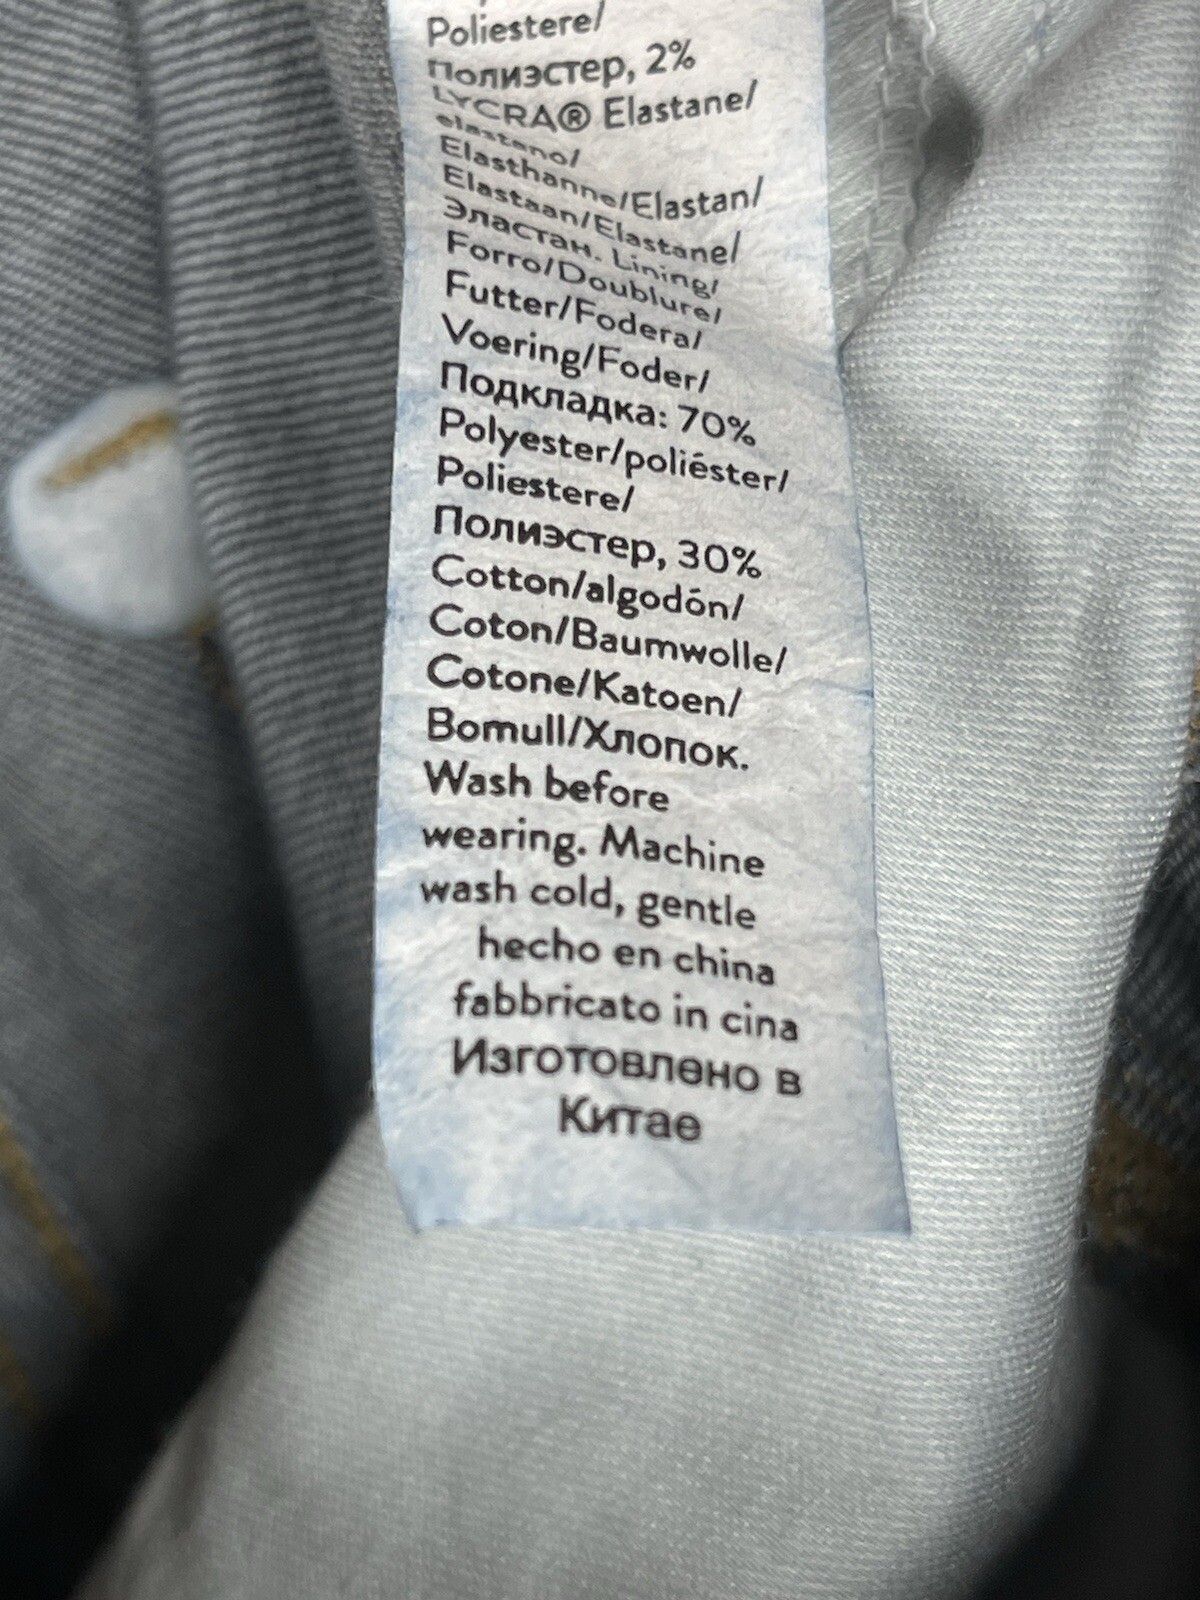 Poliestere/
Полиэстер, 2%
LYCRA® Elastane/
elastano/
Elasthanne/Elastan/
Elastaan/Elastane/
Эластан. Lining/
Forro/Doublure/
Futter/Fodera/
Voering/Foder/
Подкладка: 70%
Polyester/poliéster/
Poliestere/
Полиэстер, 30%
Cotton/algodón/
Coton/Baumwolle/
Cotone/Katoen/
Bomull/Хлопок.
Wash before
wearing. Machine
wash cold, gentle
hecho en china
fabbricato in cina
Изготовлено в
Китае